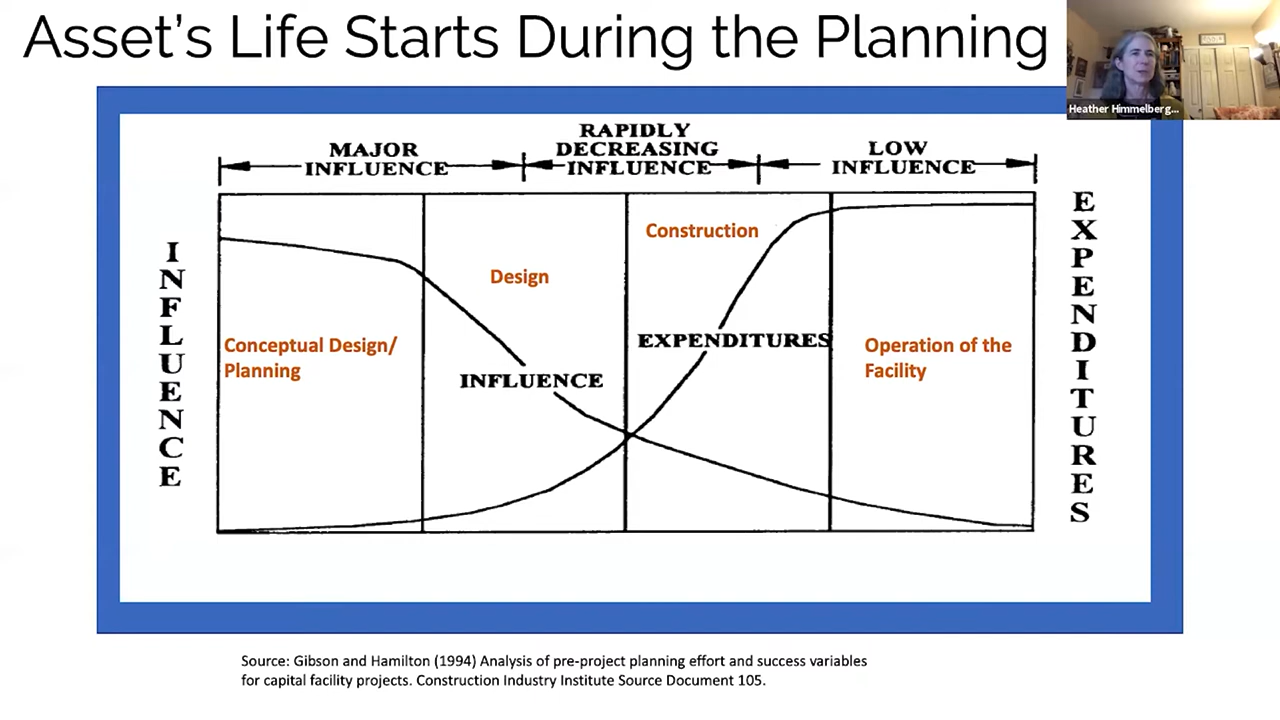 Asset's Life Starts During the Planning
Heather Himmelberg...
MAJOR
INFLUENCE
RAPIDLY
DECREASING
INFLUENCE
LOW
INFLUENCE
INFLUENCE
Conceptual Design/
Planning
Design
Construction
Operation of the
Facility
INFLUENCE
EXPENDITURES
EXPENDITURES
Source: Gibson and Hamilton (1994) Analysis of pre-project planning effort and success variables
for capital facility projects. Construction Industry Institute Source Document 105.